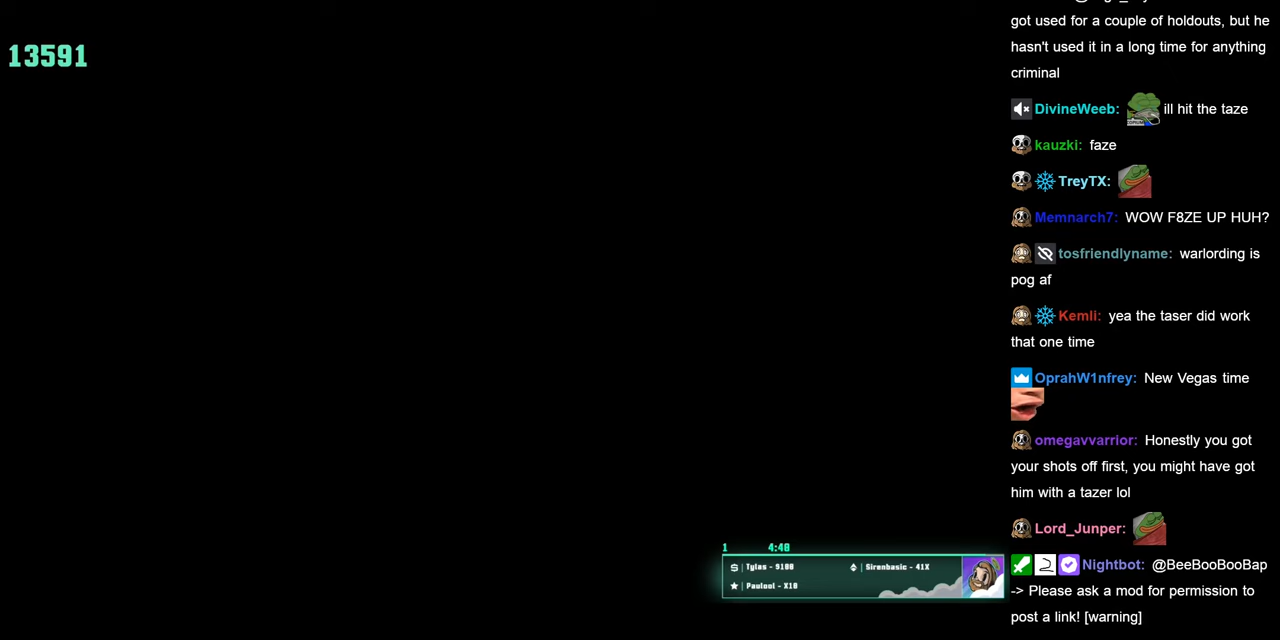 13591
got used for a couple of holdouts, but he
hasn't used it in a long time for anything
criminal
DivineWeeb: ill hit the taze
kauzki: faze
TreyTX:
Memnarch7: WOW F8ZE UP HUH?
tosfriendlyname: warlording is
pog af
Kemli: yea the taser did work
that one time
OprahW1nfrey: New Vegas time
omegavvarrior: Honestly you got
your shots off first, you might have got
him with a tazer lol
Lord_Junper:
Nightbot: @BeeBooBooBap
-> Please ask a mod for permission to
post a link! [warning]
1 4:48
Tylas - 9100 Sirenbasic - 41X
Paulool - X10